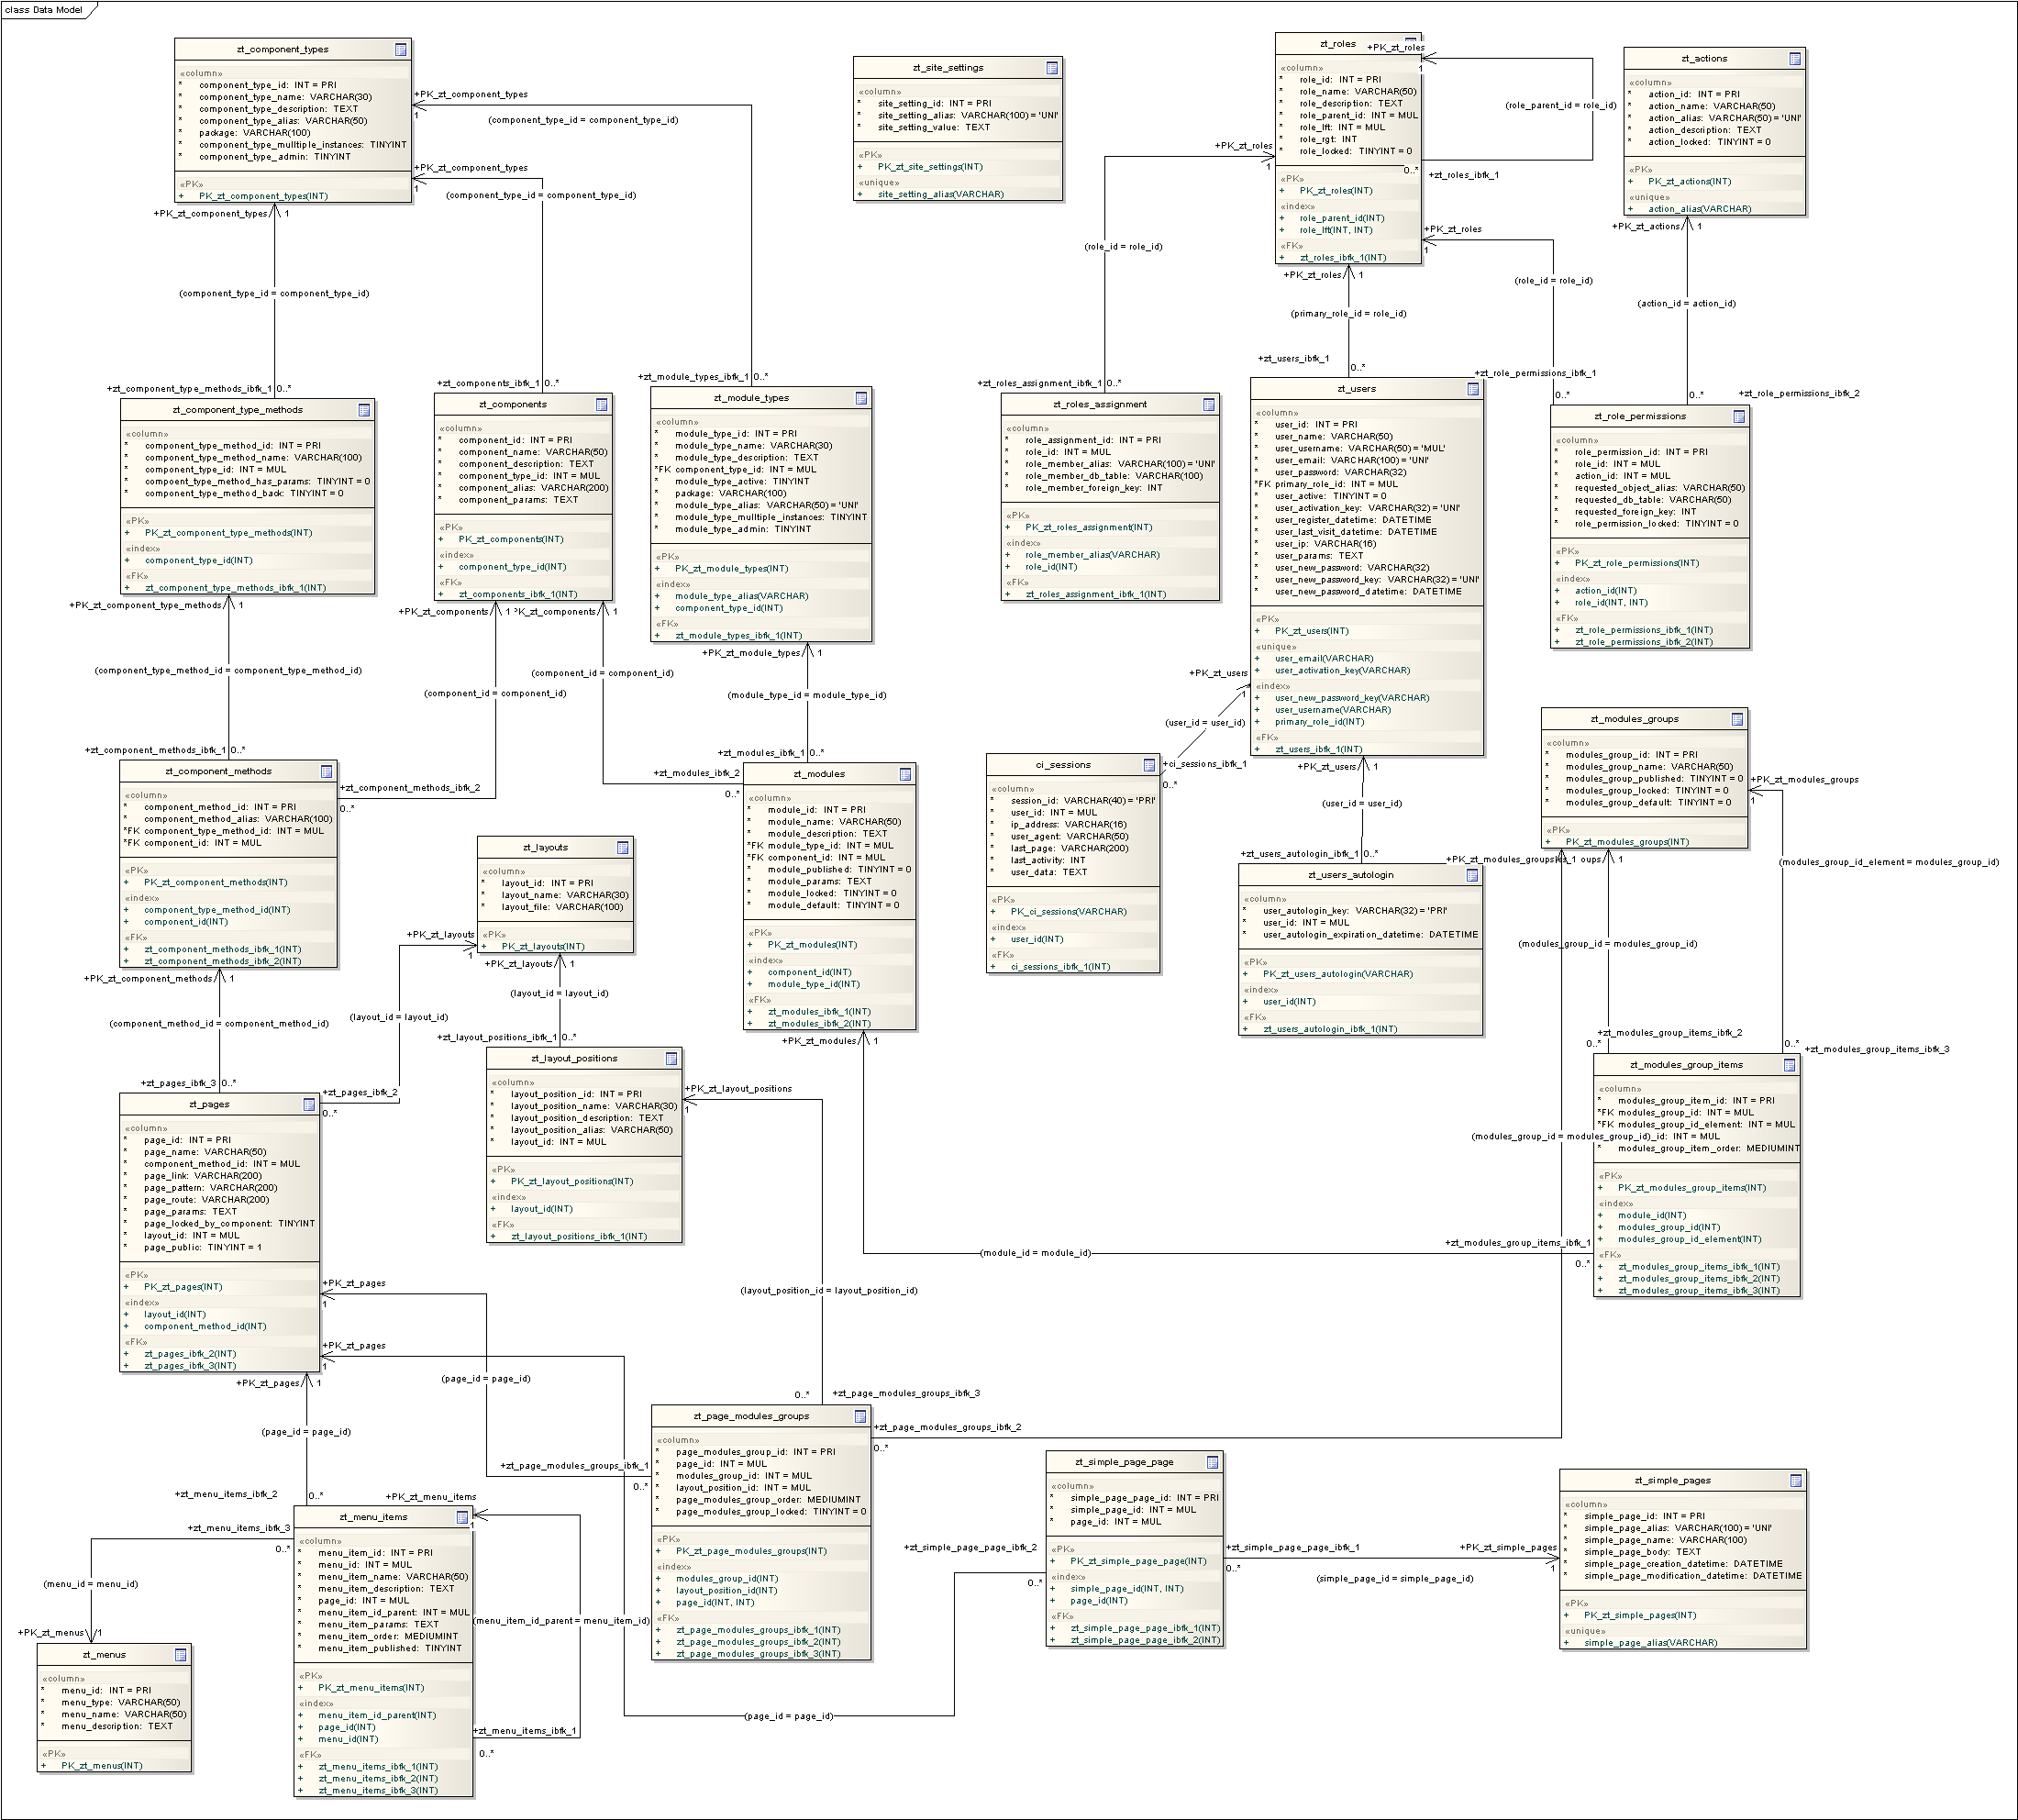 class Data Model
zt_component_types
«column»
* component_type_id: INT = PRI
* component_type_name: VARCHAR(30)
* component_type_description: TEXT
* component_type_alias: VARCHAR(50)
* package: VARCHAR(100)
* component_type_mulltiple_instances: TINYINT
* component_type_admin: TINYINT
«PK»
+ PK_zt_component_types(INT)
+PK_zt_component_types
1
(component_type_id = component_type_id)
+PK_zt_component_types
1
(component_type_id = component_type_id)
+PK_zt_component_types
1
(component_type_id = component_type_id)
zt_site_settings
«column»
* site_setting_id: INT = PRI
* site_setting_alias: VARCHAR(100) = 'UNI'
* site_setting_value: TEXT
«PK»
+ PK_zt_site_settings(INT)
«unique»
+ site_setting_alias(VARCHAR)
zt_roles
«column»
* role_id: INT = PRI
* role_name: VARCHAR(50)
* role_description: TEXT
* role_parent_id: INT = MUL
* role_lft: INT = MUL
* role_rgt: INT
* role_locked: TINYINT = 0
«PK»
+ PK_zt_roles(INT)
«index»
+ role_parent_id(INT)
+ role_lft(INT, INT)
«FK»
+ zt_roles_ibfk_1(INT)
+PK_zt_roles
1
(role_parent_id = role_id)
0..*
+zt_roles_ibfk_1
+PK_zt_roles
1
(role_id = role_id)
+PK_zt_roles
1
(role_id = role_id)
+PK_zt_roles
1
(primary_role_id = role_id)
zt_actions
«column»
* action_id: INT = PRI
* action_name: VARCHAR(50)
* action_alias: VARCHAR(50) = 'UNI'
* action_description: TEXT
* action_locked: TINYINT = 0
«PK»
+ PK_zt_actions(INT)
«unique»
+ action_alias(VARCHAR)
+PK_zt_actions
1
(action_id = action_id)
+zt_component_type_methods_ibfk_1
0..*
zt_component_type_methods
«column»
* component_type_method_id: INT = PRI
* component_type_method_name: VARCHAR(100)
* component_type_id: INT = MUL
* component_type_method_has_params: TINYINT = 0
* component_type_method_back: TINYINT = 0
«PK»
+ PK_zt_component_type_methods(INT)
«index»
+ component_type_id(INT)
«FK»
+ zt_component_type_methods_ibfk_1(INT)
+PK_zt_component_type_methods
1
(component_type_method_id = component_type_method_id)
+zt_components_ibfk_1
0..*
zt_components
«column»
* component_id: INT = PRI
* component_name: VARCHAR(50)
* component_description: TEXT
* component_type_id: INT = MUL
* component_alias: VARCHAR(200)
* component_params: TEXT
«PK»
+ PK_zt_components(INT)
«index»
+ component_type_id(INT)
«FK»
+ zt_components_ibfk_1(INT)
+PK_zt_components
1
PK_zt_components
1
(component_id = component_id)
(component_id = component_id)
+zt_module_types_ibfk_1
0..*
zt_module_types
«column»
* module_type_id: INT = PRI
* module_type_name: VARCHAR(30)
* module_type_description: TEXT
*FK component_type_id: INT = MUL
* module_type_active: TINYINT
* package: VARCHAR(100)
* module_type_alias: VARCHAR(50) = 'UNI'
* module_type_mulltiple_instances: TINYINT
* module_type_admin: TINYINT
«PK»
+ PK_zt_module_types(INT)
«index»
+ module_type_alias(VARCHAR)
+ component_type_id(INT)
«FK»
+ zt_module_types_ibfk_1(INT)
+PK_zt_module_types
1
(module_type_id = module_type_id)
+zt_roles_assignment_ibfk_1
0..*
zt_roles_assignment
«column»
* role_assignment_id: INT = PRI
* role_id: INT = MUL
* role_member_alias: VARCHAR(100) = 'UNI'
* role_member_db_table: VARCHAR(100)
* role_member_foreign_key: INT
«PK»
+ PK_zt_roles_assignment(INT)
«index»
+ role_member_alias(VARCHAR)
+ role_id(INT)
«FK»
+ zt_roles_assignment_ibfk_1(INT)
+zt_users_ibfk_1
0..*
zt_users
«column»
* user_id: INT = PRI
* user_name: VARCHAR(50)
* user_username: VARCHAR(50) = 'MUL'
* user_email: VARCHAR(100) = 'UNI'
* user_password: VARCHAR(32)
*FK primary_role_id: INT = MUL
* user_active: TINYINT = 0
* user_activation_key: VARCHAR(32) = 'UNI'
* user_register_datetime: DATETIME
* user_last_visit_datetime: DATETIME
* user_ip: VARCHAR(16)
* user_params: TEXT
* user_new_password: VARCHAR(32)
* user_new_password_key: VARCHAR(32) = 'UNI'
* user_new_password_datetime: DATETIME
«PK»
+ PK_zt_users(INT)
«unique»
+ user_email(VARCHAR)
+ user_activation_key(VARCHAR)
«index»
+ user_new_password_key(VARCHAR)
+ user_username(VARCHAR)
+ primary_role_id(INT)
«FK»
+ zt_users_ibfk_1(INT)
+PK_zt_users
1
(user_id = user_id)
+ci_sessions_ibfk_1
0..*
+PK_zt_users
1
(user_id = user_id)
+zt_role_permissions_ibfk_1
0..*
0..*
+zt_role_permissions_ibfk_2
zt_role_permissions
«column»
* role_permission_id: INT = PRI
* role_id: INT = MUL
* action_id: INT = MUL
* requested_object_alias: VARCHAR(50)
* requested_db_table: VARCHAR(50)
* requested_foreign_key: INT
* role_permission_locked: TINYINT = 0
«PK»
+ PK_zt_role_permissions(INT)
«index»
+ action_id(INT)
+ role_id(INT, INT)
«FK»
+ zt_role_permissions_ibfk_1(INT)
+ zt_role_permissions_ibfk_2(INT)
+zt_component_methods_ibfk_1
0..*
zt_component_methods
«column»
* component_method_id: INT = PRI
* component_method_alias: VARCHAR(100)
*FK component_type_method_id: INT = MUL
*FK component_id: INT = MUL
«PK»
+ PK_zt_component_methods(INT)
«index»
+ component_type_method_id(INT)
+ component_id(INT)
«FK»
+ zt_component_methods_ibfk_1(INT)
+ zt_component_methods_ibfk_2(INT)
+zt_component_methods_ibfk_2
0..*
+PK_zt_component_methods
1
(component_method_id = component_method_id)
+zt_modules_ibfk_1
0..*
+zt_modules_ibfk_2
0..*
zt_modules
«column»
* module_id: INT = PRI
* module_name: VARCHAR(50)
* module_description: TEXT
*FK module_type_id: INT = MUL
*FK component_id: INT = MUL
* module_published: TINYINT = 0
* module_params: TEXT
* module_locked: TINYINT = 0
* module_default: TINYINT = 0
«PK»
+ PK_zt_modules(INT)
«index»
+ component_id(INT)
+ module_type_id(INT)
«FK»
+ zt_modules_ibfk_1(INT)
+ zt_modules_ibfk_2(INT)
+PK_zt_modules
1
ci_sessions
«column»
* session_id: VARCHAR(40) = 'PRI'
* user_id: INT = MUL
* ip_address: VARCHAR(16)
* user_agent: VARCHAR(50)
* last_page: VARCHAR(200)
* last_activity: INT
* user_data: TEXT
«PK»
+ PK_ci_sessions(VARCHAR)
«index»
+ user_id(INT)
«FK»
+ ci_sessions_ibfk_1(INT)
zt_modules_groups
«column»
* modules_group_id: INT = PRI
* modules_group_name: VARCHAR(50)
* modules_group_published: TINYINT = 0
* modules_group_locked: TINYINT = 0
* modules_group_default: TINYINT = 0
«PK»
+ PK_zt_modules_groups(INT)
+PK_zt_modules_groups
1
(modules_group_id_element = modules_group_id)
+PK_zt_modules_groups
1 oups
1
(modules_group_id = modules_group_id)
+zt_users_autologin_ibfk_1
0..*
zt_users_autologin
«column»
* user_autologin_key: VARCHAR(32) = 'PRI'
* user_id: INT = MUL
* user_autologin_expiration_datetime: DATETIME
«PK»
+ PK_zt_users_autologin(VARCHAR)
«index»
+ user_id(INT)
«FK»
+ zt_users_autologin_ibfk_1(INT)
zt_layouts
«column»
* layout_id: INT = PRI
* layout_name: VARCHAR(30)
* layout_file: VARCHAR(100)
«PK»
+ PK_zt_layouts(INT)
+PK_zt_layouts
1
+PK_zt_layouts
1
(layout_id = layout_id)
(layout_id = layout_id)
+zt_layout_positions_ibfk_1
0..*
zt_layout_positions
«column»
* layout_position_id: INT = PRI
* layout_position_name: VARCHAR(30)
* layout_position_description: TEXT
* layout_position_alias: VARCHAR(50)
* layout_id: INT = MUL
«PK»
+ PK_zt_layout_positions(INT)
«index»
+ layout_id(INT)
«FK»
+ zt_layout_positions_ibfk_1(INT)
+PK_zt_layout_positions
1
(layout_position_id = layout_position_id)
+zt_modules_group_items_ibfk_2
0..*
0..*
+zt_modules_group_items_ibfk_3
zt_modules_group_items
«column»
* modules_group_item_id: INT = PRI
*FK modules_group_id: INT = MUL
*FK modules_group_id_element: INT = MUL
(modules_group_id = modules_group_id)_id: INT = MUL
* modules_group_item_order: MEDIUMINT
«PK»
+ PK_zt_modules_group_items(INT)
«index»
+ module_id(INT)
+ modules_group_id(INT)
+ modules_group_id_element(INT)
«FK»
+ zt_modules_group_items_ibfk_1(INT)
+ zt_modules_group_items_ibfk_2(INT)
+ zt_modules_group_items_ibfk_3(INT)
+zt_modules_group_items_ibfk_1
0..*
(module_id = module_id)
+zt_pages_ibfk_3
0..*
+zt_pages_ibfk_2
0..*
zt_pages
«column»
* page_id: INT = PRI
* page_name: VARCHAR(50)
* component_method_id: INT = MUL
* page_link: VARCHAR(200)
* page_pattern: VARCHAR(200)
* page_route: VARCHAR(200)
* page_params: TEXT
* page_locked_by_component: TINYINT
* layout_id: INT = MUL
* page_public: TINYINT = 1
«PK»
+ PK_zt_pages(INT)
«index»
+ layout_id(INT)
+ component_method_id(INT)
«FK»
+ zt_pages_ibfk_2(INT)
+ zt_pages_ibfk_3(INT)
+PK_zt_pages
1
+PK_zt_pages
1
(page_id = page_id)
+PK_zt_pages
1
(page_id = page_id)
0..*
+zt_page_modules_groups_ibfk_3
+zt_page_modules_groups_ibfk_2
0..*
+zt_page_modules_groups_ibfk_1
0..*
zt_page_modules_groups
«column»
* page_modules_group_id: INT = PRI
* page_id: INT = MUL
* modules_group_id: INT = MUL
* layout_position_id: INT = MUL
* page_modules_group_order: MEDIUMINT
* page_modules_group_locked: TINYINT = 0
«PK»
+ PK_zt_page_modules_groups(INT)
«index»
+ modules_group_id(INT)
+ layout_position_id(INT)
+ page_id(INT, INT)
«FK»
+ zt_page_modules_groups_ibfk_1(INT)
+ zt_page_modules_groups_ibfk_2(INT)
+ zt_page_modules_groups_ibfk_3(INT)
zt_simple_page_page
«column»
* simple_page_page_id: INT = PRI
* simple_page_id: INT = MUL
* page_id: INT = MUL
«PK»
+ PK_zt_simple_page_page(INT)
«index»
+ simple_page_id(INT, INT)
+ page_id(INT)
«FK»
+ zt_simple_page_page_ibfk_1(INT)
+ zt_simple_page_page_ibfk_2(INT)
+zt_simple_page_page_ibfk_2
0..*
(page_id = page_id)
+zt_simple_page_page_ibfk_1
0..*
(simple_page_id = simple_page_id)
+PK_zt_simple_pages
1
zt_simple_pages
«column»
* simple_page_id: INT = PRI
* simple_page_alias: VARCHAR(100) = 'UNI'
* simple_page_name: VARCHAR(100)
* simple_page_body: TEXT
* simple_page_creation_datetime: DATETIME
* simple_page_modification_datetime: DATETIME
«PK»
+ PK_zt_simple_pages(INT)
«unique»
+ simple_page_alias(VARCHAR)
+zt_menu_items_ibfk_2
0..*
+PK_zt_menu_items
1
+zt_menu_items_ibfk_3
0..*
zt_menu_items
«column»
* menu_item_id: INT = PRI
* menu_id: INT = MUL
* menu_item_name: VARCHAR(50)
* menu_item_description: TEXT
* page_id: INT = MUL
* menu_item_id_parent: INT = MUL
* menu_item_params: TEXT
* menu_item_order: MEDIUMINT
* menu_item_published: TINYINT
«PK»
+ PK_zt_menu_items(INT)
«index»
+ menu_item_id_parent(INT)
+ page_id(INT)
+ menu_id(INT)
«FK»
+ zt_menu_items_ibfk_1(INT)
+ zt_menu_items_ibfk_2(INT)
+ zt_menu_items_ibfk_3(INT)
(menu_item_id_parent = menu_item_id)
+zt_menu_items_ibfk_1
0..*
(menu_id = menu_id)
+PK_zt_menus
1
zt_menus
«column»
* menu_id: INT = PRI
* menu_type: VARCHAR(50)
* menu_name: VARCHAR(50)
* menu_description: TEXT
«PK»
+ PK_zt_menus(INT)